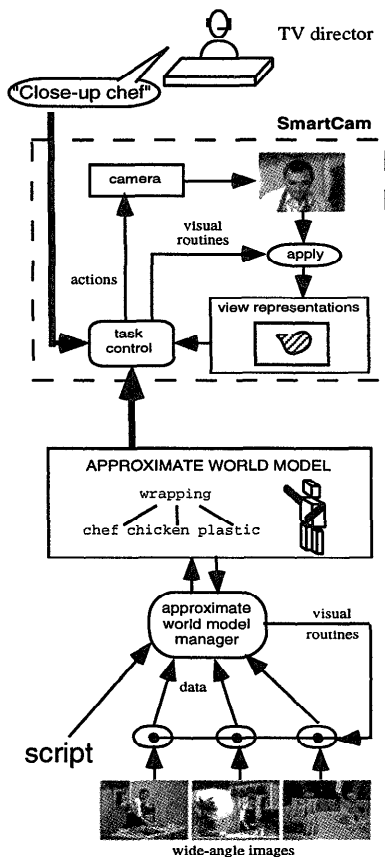 TV director
"Close-up chef"
SmartCam
camera
visual
routines
apply
actions
view representations
task
control
APPROXIMATE WORLD MODEL
wrapping
chef chicken plastic
approximate
world model
manager
visual
routines
data
script
wide-angle images